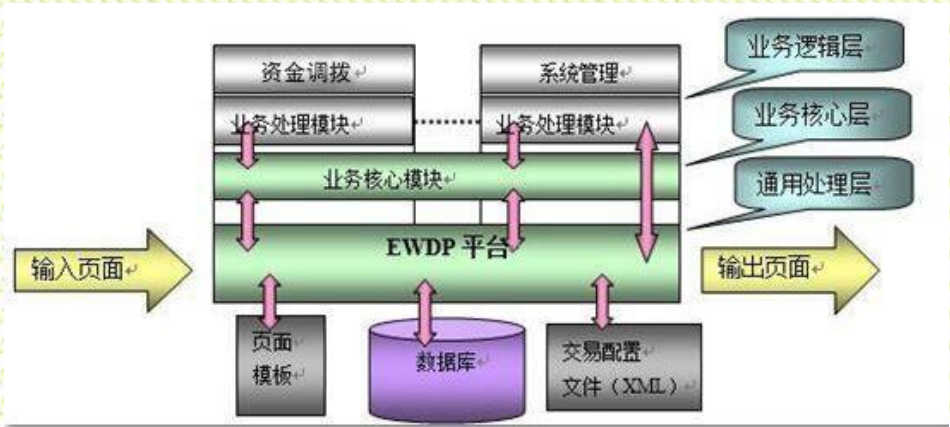 资金调拨
系统管理
业务逻辑层
业务处理模块
业务处理模块
业务核心层
业务核心模块
通用处理层
EWDP 平台
输入页面
输出页面
页面
模板
数据库
交易配置
文件（XML）